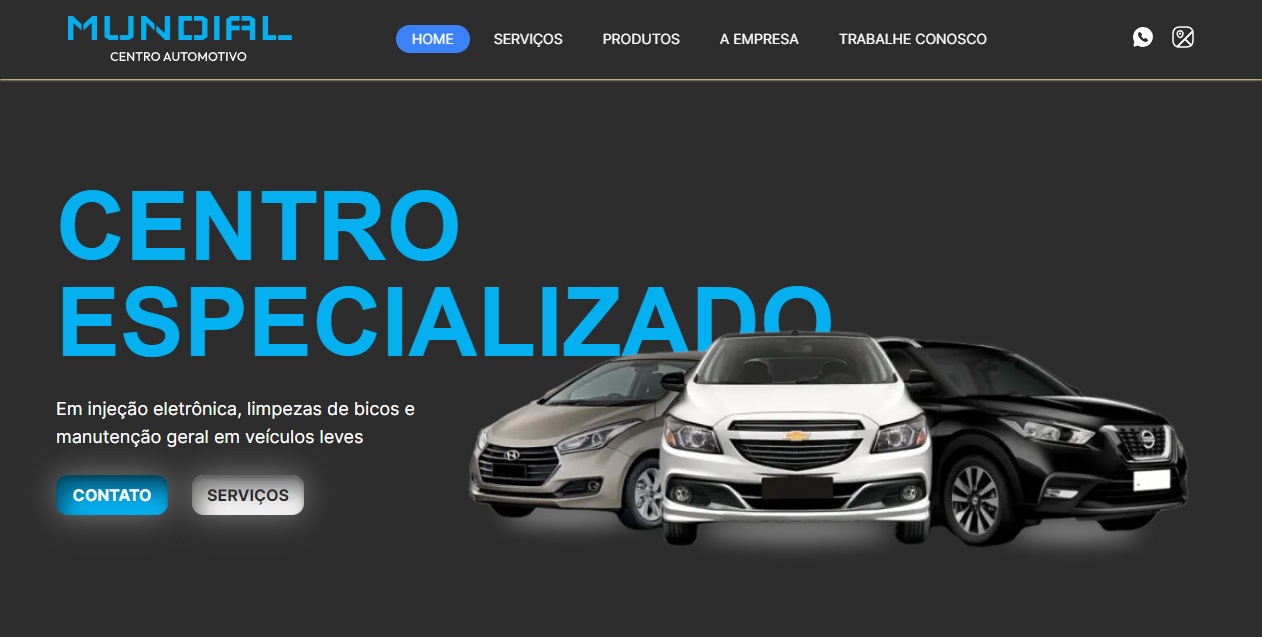 MUNDIAL
CENTRO AUTOMOTIVO
HOME SERVIÇOS PRODUTOS A EMPRESA TRABALHE CONOSCO
CENTRO
ESPECIALIZADO
Em injeção eletrônica, limpezas de bicos e
manutenção geral em veículos leves
CONTATO SERVIÇOS